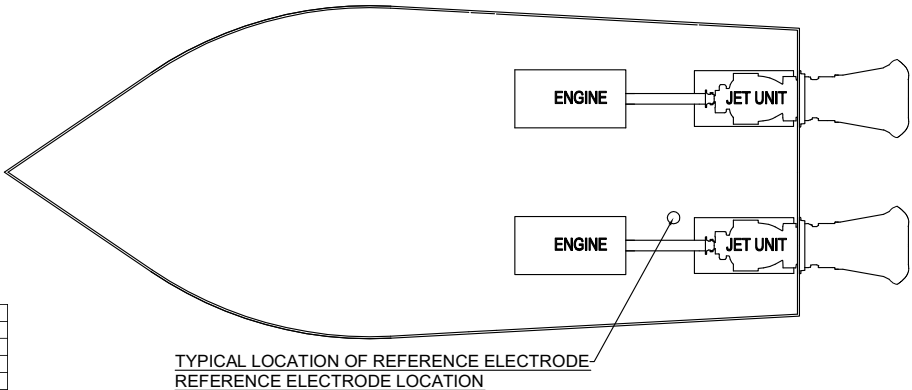 ENGINE JET UNIT
ENGINE JET UNIT
TYPICAL LOCATION OF REFERENCE ELECTRODE
REFERENCE ELECTRODE LOCATION